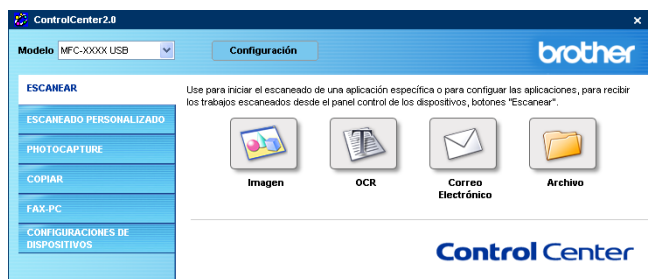 ControlCenter2.0
Modelo MFC-XXXX USB Configuración brother
ESCANEAR
ESCANEADO PERSONALIZADO
PHOTOCAPTURE
COPIAR
FAX-PC
CONFIGURACIONES DE
DISPOSITIVOS
Use para iniciar el escaneado de una aplicación específica o para configuar las aplicaciones, para recibir
los trabajos escaneados desde el panel control de los dispositivos, botones "Escanear".
Imagen OCR Correo Archivo
Electrónico
Control Center